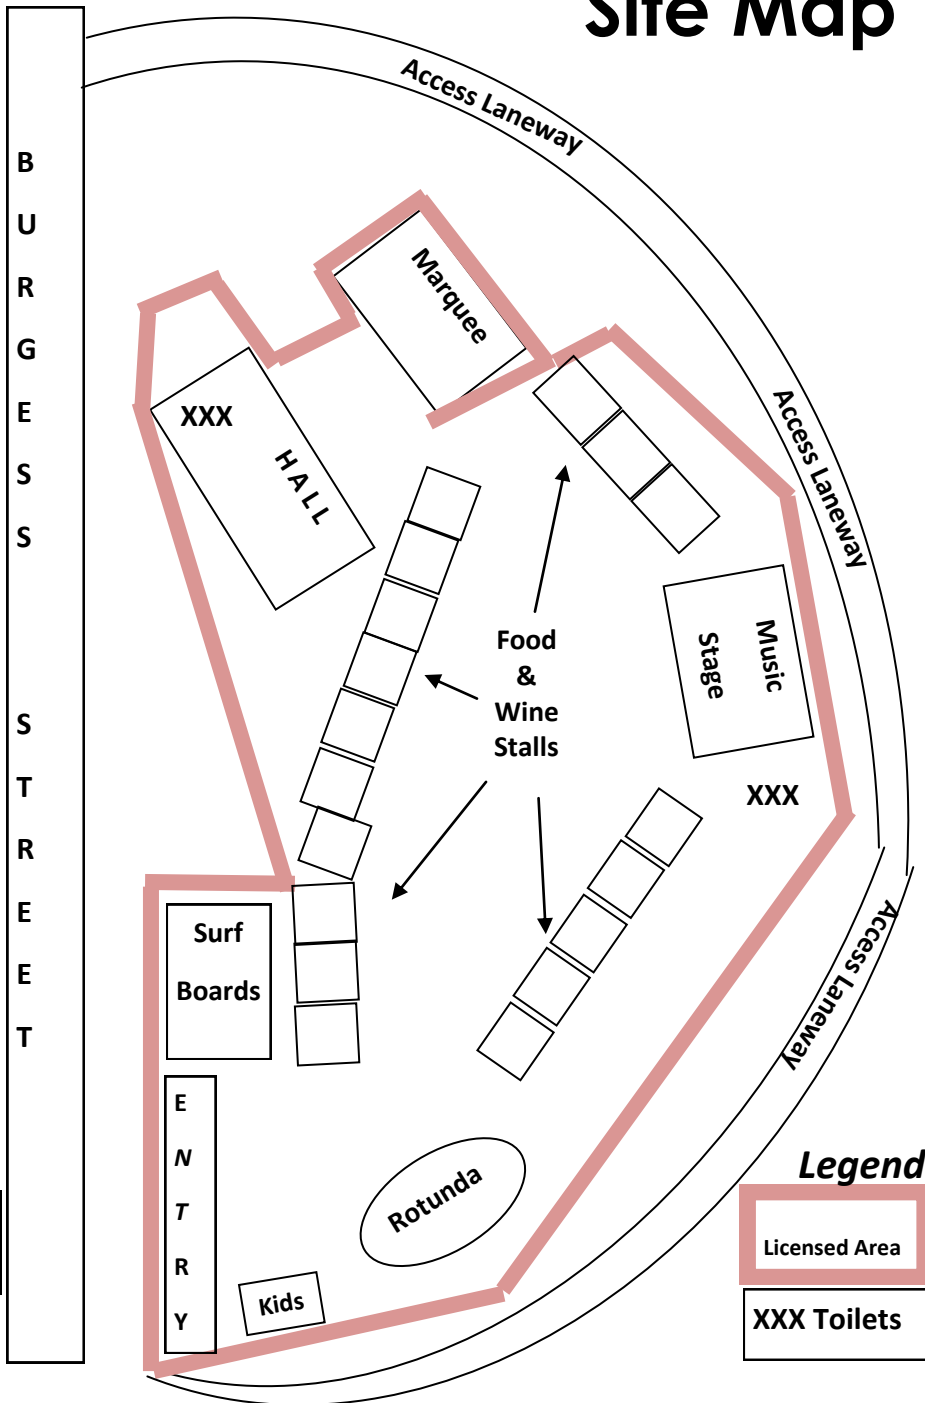 Site Map
BURGESS STREET
Access Laneway
Marquee
XXX
HALL
Access Laneway
Food
&
Wine
Stalls
Music
Stage
XXX
Surf
Boards
Access Laneway
ENTRY
Rotunda
Kids
Legend
Licensed Area
XXX Toilets